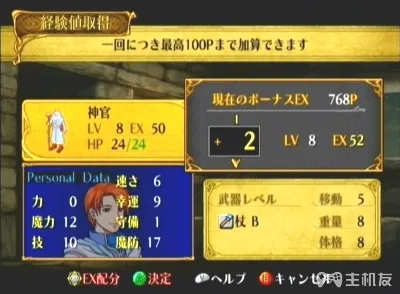 経験値取得
一回につき最高100Pまで加算できます
神官
LV 8 EX 50
HP 24/24
現在のボーナスEX 768P
+ 2 LV 8 EX 52
Personal Data
速さ 6
力 0 幸運 9
魔力 12 守備 1
技 10 魔防 17
武器レベル 移動 5
杖 B 重量 8
体格 8
EX配分 決定 ヘルプ キャンセル
主机友